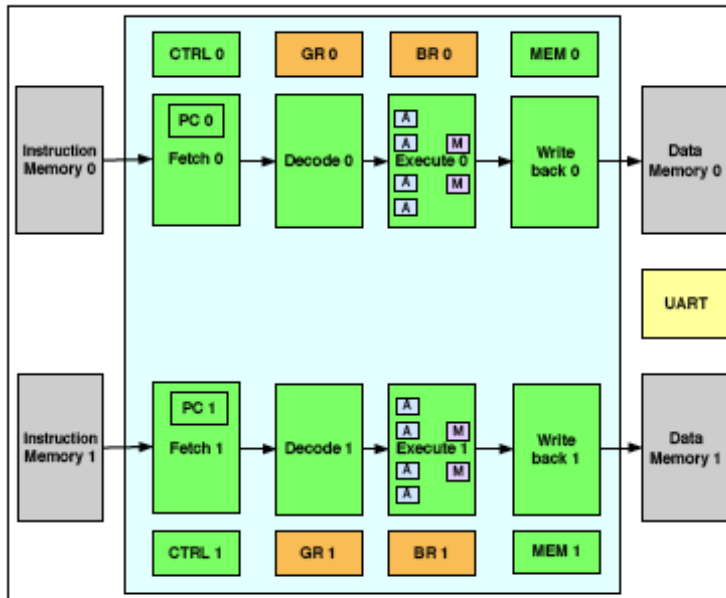 CTRL 0
GR 0
BR 0
MEM 0
Instruction
Memory 0
PC 0
Fetch 0
Decode 0
A
A
M
Execute 0
A
M
A
Write
back 0
Data
Memory 0
UART
Instruction
Memory 1
PC 1
Fetch 1
Decode 1
A
A
M
Execute 1
A
M
A
Write
back 1
Data
Memory 1
CTRL 1
GR 1
BR 1
MEM 1